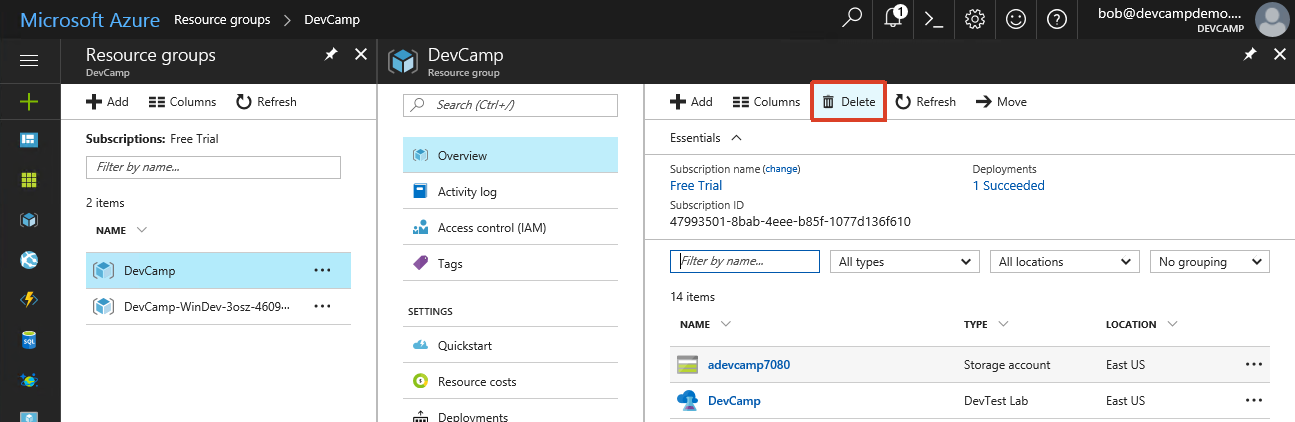 Microsoft Azure Resource groups > DevCamp
1
bob@devcampdemo....
DEVCAMP
Resource groups
DevCamp
Add Columns Refresh
Subscriptions: Free Trial
Filter by name...
2 items
NAME
DevCamp ...
DevCamp-WinDev-3osz-4609... ...
DevCamp
Resource group
Search (Ctrl+/)
Overview
Activity log
Access control (IAM)
Tags
SETTINGS
Quickstart
Resource costs
Deployments
Add Columns Delete Refresh Move
Essentials
Subscription name (change)
Free Trial
Subscription ID
47993501-8bab-4eee-b85f-1077d136f610
Deployments
1 Succeeded
Filter by name... All types All locations No grouping
14 items
NAME TYPE LOCATION
adevcamp7080 Storage account East US ...
DevCamp DevTest Lab East US ...